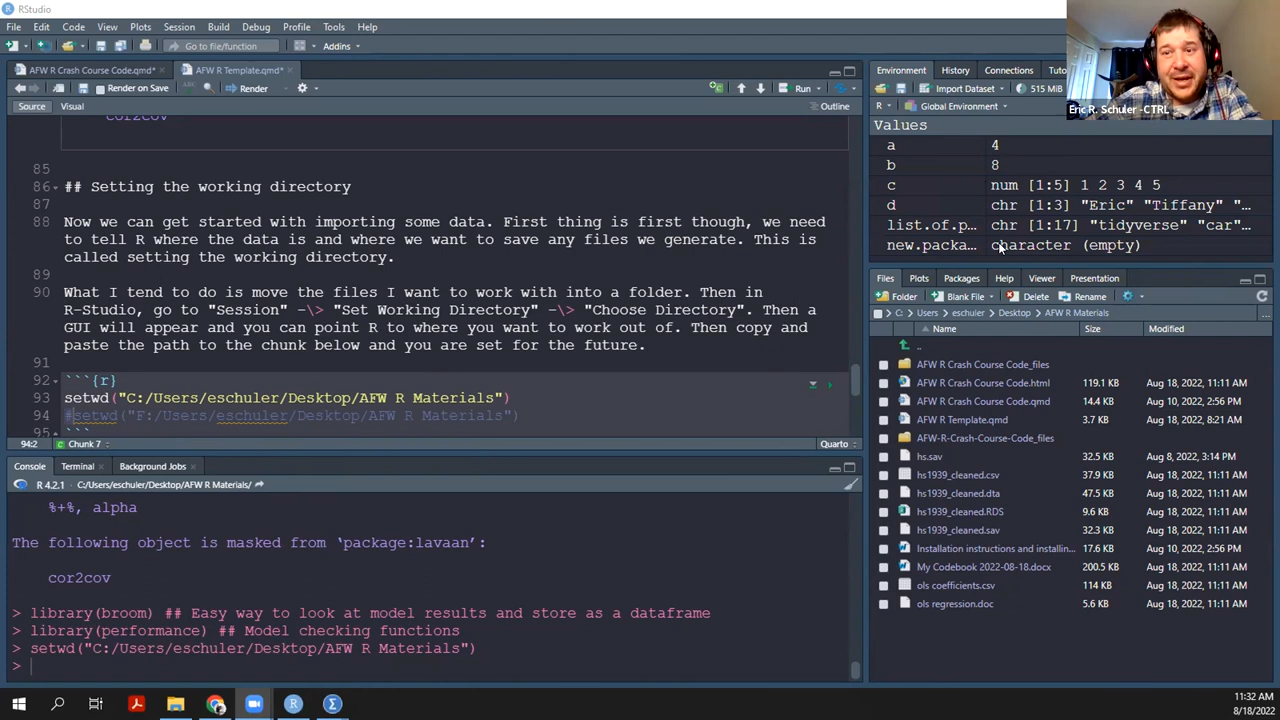 RStudio
File Edit Code View Plots Session Build Debug Profile Tools Help
Go to file/function Addins
AFW R Crash Course Code.qmd* AFW R Template.qmd*
Render on Save Render Run
Source Visual Outline
cor2cov
85
86 ## Setting the working directory
87
88 Now we can get started with importing some data. First thing is first though, we need
to tell R where the data is and where we want to save any files we generate. This is
called setting the working directory.
89
90 What I tend to do is move the files I want to work with into a folder. Then in
R-Studio, go to "Session" -\> "Set Working Directory" -\> "Choose Directory". Then a
GUI will appear and you can point R to where you want to work out of. Then copy and
paste the path to the chunk below and you are set for the future.
91
92 ```{r}
93 setwd("C:/Users/eschuler/Desktop/AFW R Materials")
94 #setwd("F:/Users/eschuler/Desktop/AFW R Materials")
95 ```
94:2 Chunk 7 Quarto
Console Terminal Background Jobs
R 4.2.1 · C:/Users/eschuler/Desktop/AFW R Materials/
%+%, alpha
The following object is masked from ‘package:lavaan’:
cor2cov
> library(broom) ## Easy way to look at model results and store as a dataframe
> library(performance) ## Model checking functions
> setwd("C:/Users/eschuler/Desktop/AFW R Materials")
>
Environment History Connections Tuto
Import Dataset 515 MiB
R Global Environment
Eric R. Schuler -CTRL
Values
a 4
b 8
c num [1:5] 1 2 3 4 5
d chr [1:3] "Eric" "Tiffany" "…
list.of.p… chr [1:17] "tidyverse" "car"…
new.packa… character (empty)
Files Plots Packages Help Viewer Presentation
Folder Blank File Delete Rename
C: Users eschuler Desktop AFW R Materials
Name Size Modified
..
AFW R Crash Course Code_files
AFW R Crash Course Code.html 119.1 KB Aug 18, 2022, 11:11 AM
AFW R Crash Course Code.qmd 14.4 KB Aug 10, 2022, 2:56 PM
AFW R Template.qmd 3.7 KB Aug 18, 2022, 8:21 AM
AFW-R-Crash-Course-Code_files
hs.sav 32.5 KB Aug 8, 2022, 3:14 PM
hs1939_cleaned.csv 37.9 KB Aug 18, 2022, 11:11 AM
hs1939_cleaned.dta 47.5 KB Aug 18, 2022, 11:11 AM
hs1939_cleaned.RDS 9.6 KB Aug 18, 2022, 11:11 AM
hs1939_cleaned.sav 32.3 KB Aug 18, 2022, 11:11 AM
Installation instructions and installin... 17.6 KB Aug 10, 2022, 2:56 PM
My Codebook 2022-08-18.docx 200.5 KB Aug 18, 2022, 11:11 AM
ols coefficients.csv 114 KB Aug 18, 2022, 11:11 AM
ols regression.doc 5.6 KB Aug 18, 2022, 11:11 AM
11:32 AM
8/18/2022